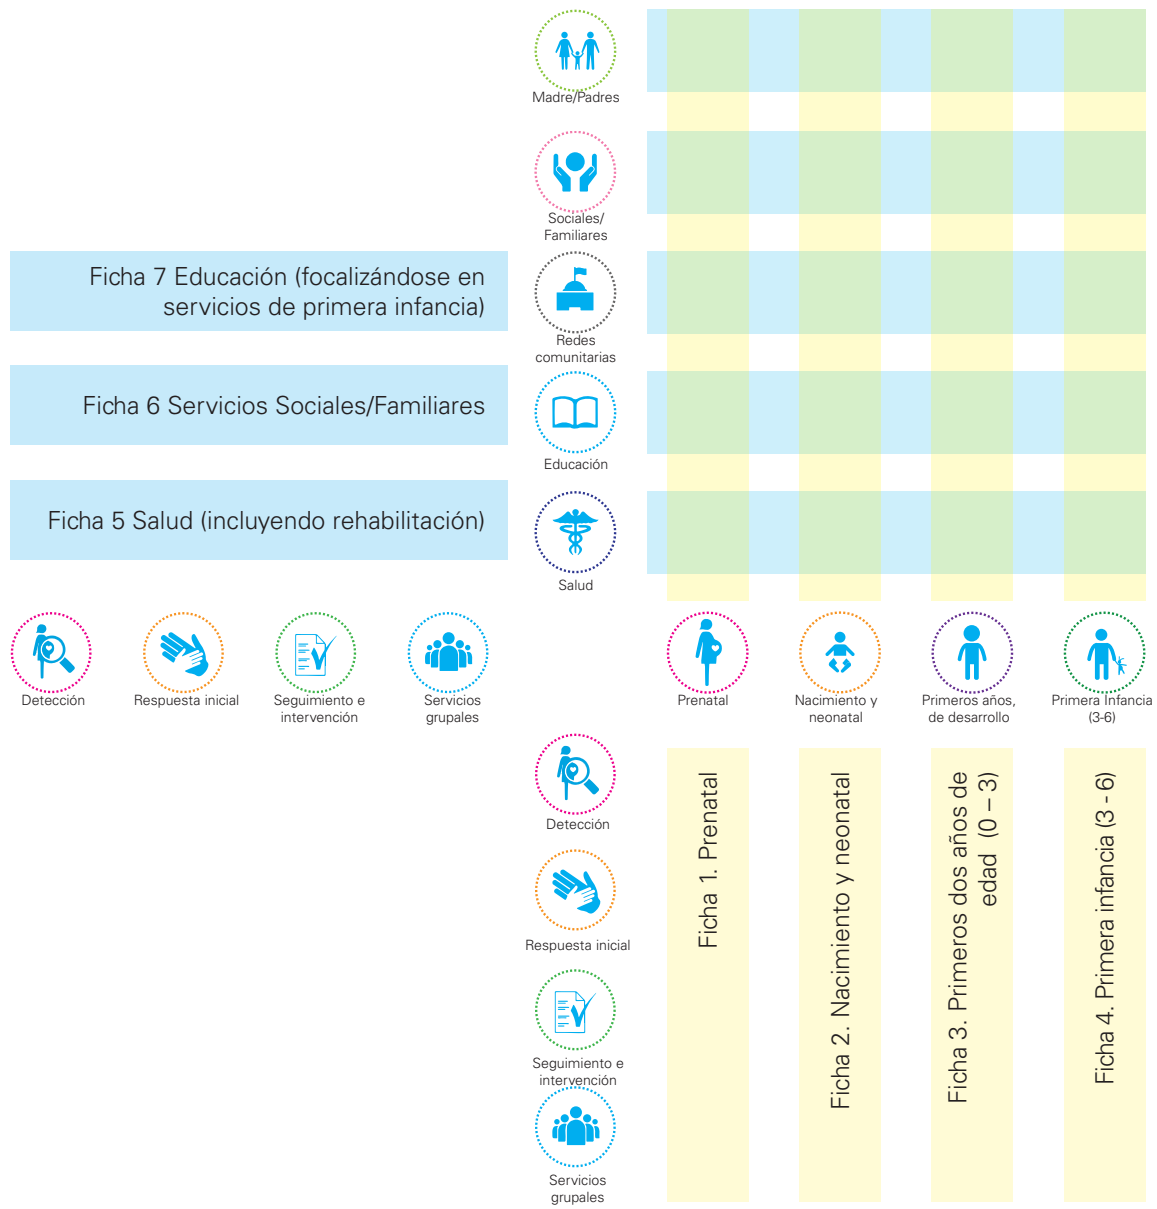 Madre/Padres
Sociales/
Familiares
Ficha 7 Educación (focalizándose en
servicios de primera infancia)
Redes
comunitarias
Ficha 6 Servicios Sociales/Familiares
Educación
Ficha 5 Salud (incluyendo rehabilitación)
Salud
Detección
Respuesta inicial
Seguimiento e
intervención
Servicios
grupales
Prenatal
Nacimiento y
neonatal
Primeros años,
de desarrollo
Primera Infancia
(3-6)
Detección
Respuesta inicial
Seguimiento e
intervención
Servicios
grupales
Ficha 1. Prenatal
Ficha 2. Nacimiento y neonatal
Ficha 3. Primeros dos años de
edad (0 – 3)
Ficha 4. Primera infancia (3 - 6)